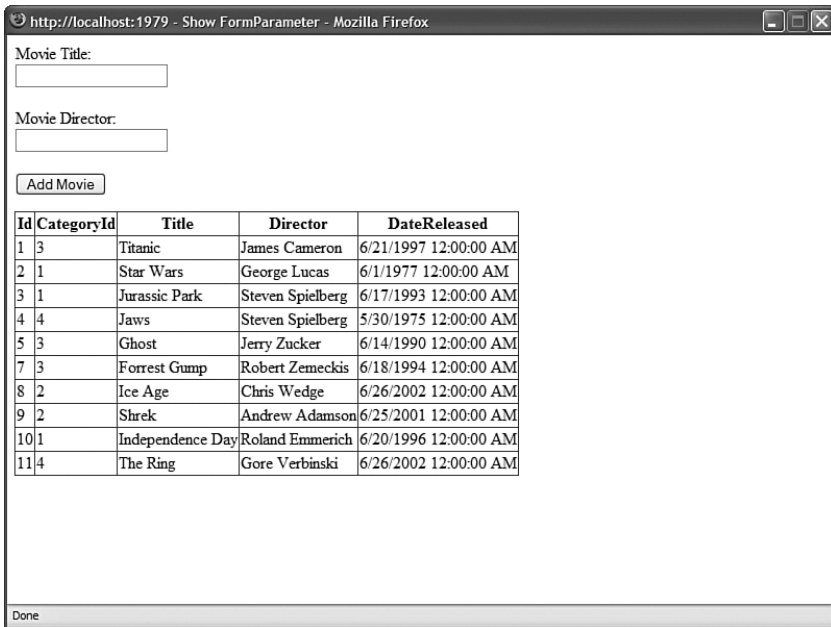 http://localhost:1979 - Show FormParameter - Mozilla Firefox
Movie Title:
Movie Director:
Add Movie
Id CategoryId Title Director DateReleased
1 3 Titanic James Cameron 6/21/1997 12:00:00 AM
2 1 Star Wars George Lucas 6/1/1977 12:00:00 AM
3 1 Jurassic Park Steven Spielberg 6/17/1993 12:00:00 AM
4 4 Jaws Steven Spielberg 5/30/1975 12:00:00 AM
5 3 Ghost Jerry Zucker 6/14/1990 12:00:00 AM
7 3 Forrest Gump Robert Zemeckis 6/18/1994 12:00:00 AM
8 2 Ice Age Chris Wedge 6/26/2002 12:00:00 AM
9 2 Shrek Andrew Adamson 6/25/2001 12:00:00 AM
10 1 Independence Day Roland Emmerich 6/20/1996 12:00:00 AM
11 4 The Ring Gore Verbinski 6/26/2002 12:00:00 AM
Done